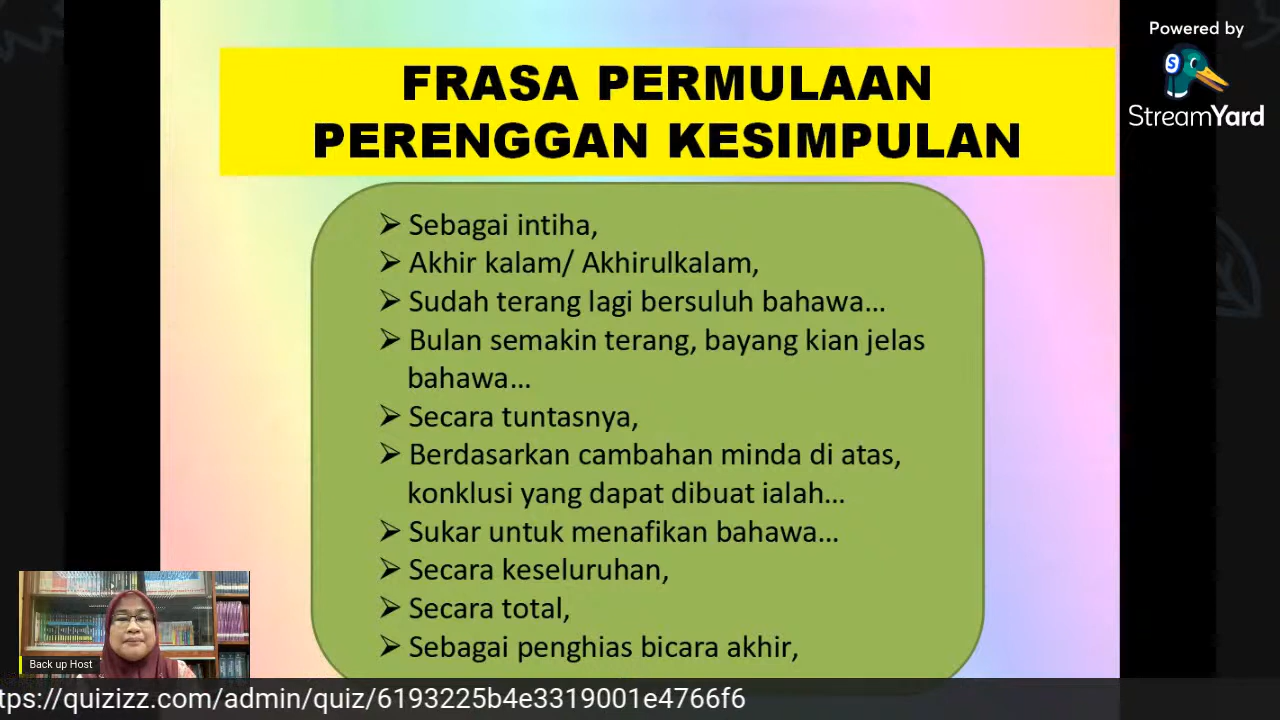 Powered by
StreamYard
FRASA PERMULAAN
PERENGGAN KESIMPULAN
➢ Sebagai intiha,
➢ Akhir kalam/ Akhirulkalam,
➢ Sudah terang lagi bersuluh bahawa...
➢ Bulan semakin terang, bayang kian jelas
bahawa...
➢ Secara tuntasnya,
➢ Berdasarkan cambahan minda di atas,
konklusi yang dapat dibuat ialah...
➢ Sukar untuk menafikan bahawa...
➢ Secara keseluruhan,
➢ Secara total,
➢ Sebagai penghias bicara akhir,
Back up Host
tps://quizizz.com/admin/quiz/6193225b4e3319001e4766f6